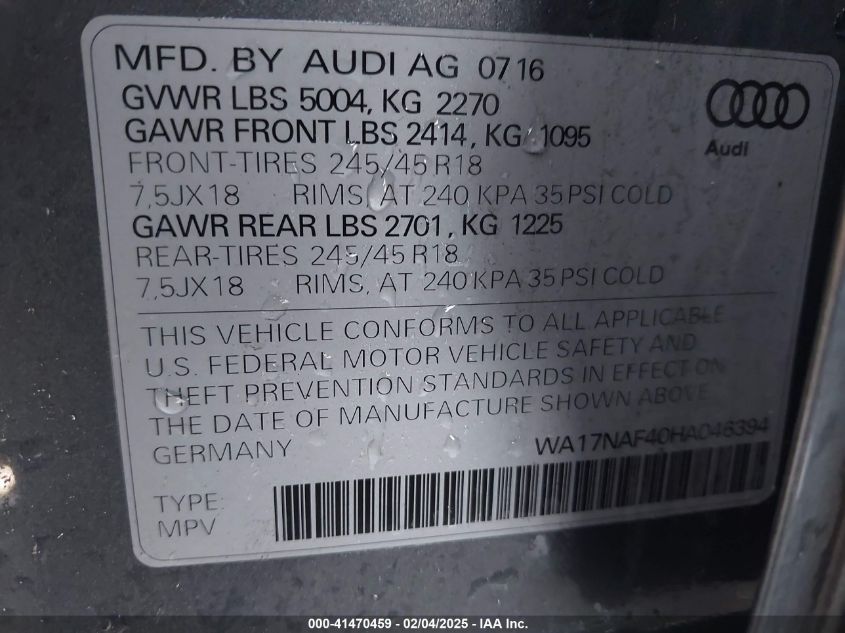 MFD. BY AUDI AG 0716
GVWR LBS 5004, KG 2270
GAWR FRONT LBS 2414, KG 1095
FRONT-TIRES 245/45 R18
7,5JX18 RIMS, AT 240 KPA 35 PSI COLD
GAWR REAR LBS 2701, KG 1225
REAR-TIRES 245/45 R18
7,5JX18 RIMS, AT 240 KPA 35 PSI COLD
Audi
THIS VEHICLE CONFORMS TO ALL APPLICABLE
U.S. FEDERAL MOTOR VEHICLE SAFETY AND
THEFT PREVENTION STANDARDS IN EFFECT ON
THE DATE OF MANUFACTURE SHOWN ABOVE
GERMANY WA17NAF40HA046394
TYPE:
MPV
000-41470459 - 02/04/2025 - IAA Inc.